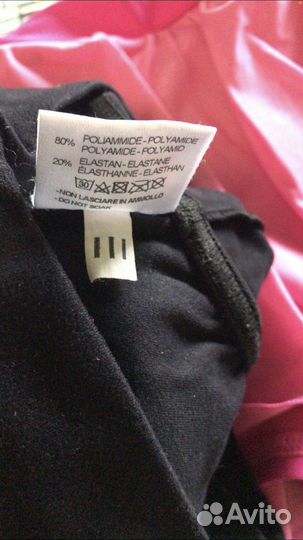 80% POLIAMMIDE - POLYAMIDE
POLYAMIDE - POLYAMID
20% ELASTAN - ELASTANE
ÉLASTHANNE - ELASTHAN
30
- NON LASCIARE IN AMMOLLO
- DO NOT SOAK
III
Avito